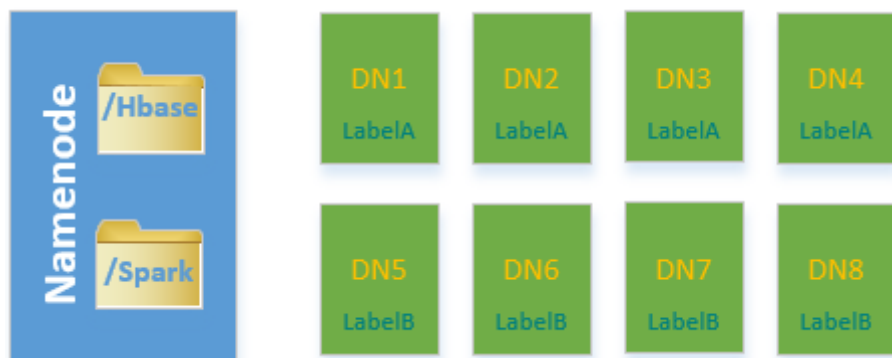 Namenode
/Hbase
/Spark
DN1
LabelA
DN2
LabelA
DN3
LabelA
DN4
LabelA
DN5
LabelB
DN6
LabelB
DN7
LabelB
DN8
LabelB